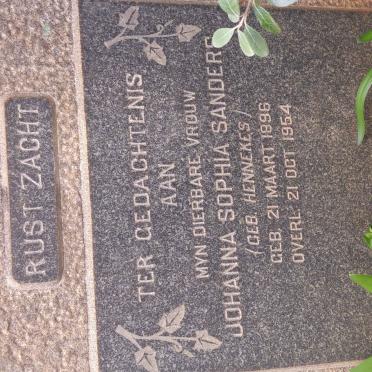 TER GEDACHTENIS
AAN
MYN DIERBARE VROUW
JOHANNA SOPHIA SANDERS
(GEB. HENNEKES)
GEB. 21 MAART 1896
OVERL. 21 OCT 1954
RUST ZACHT